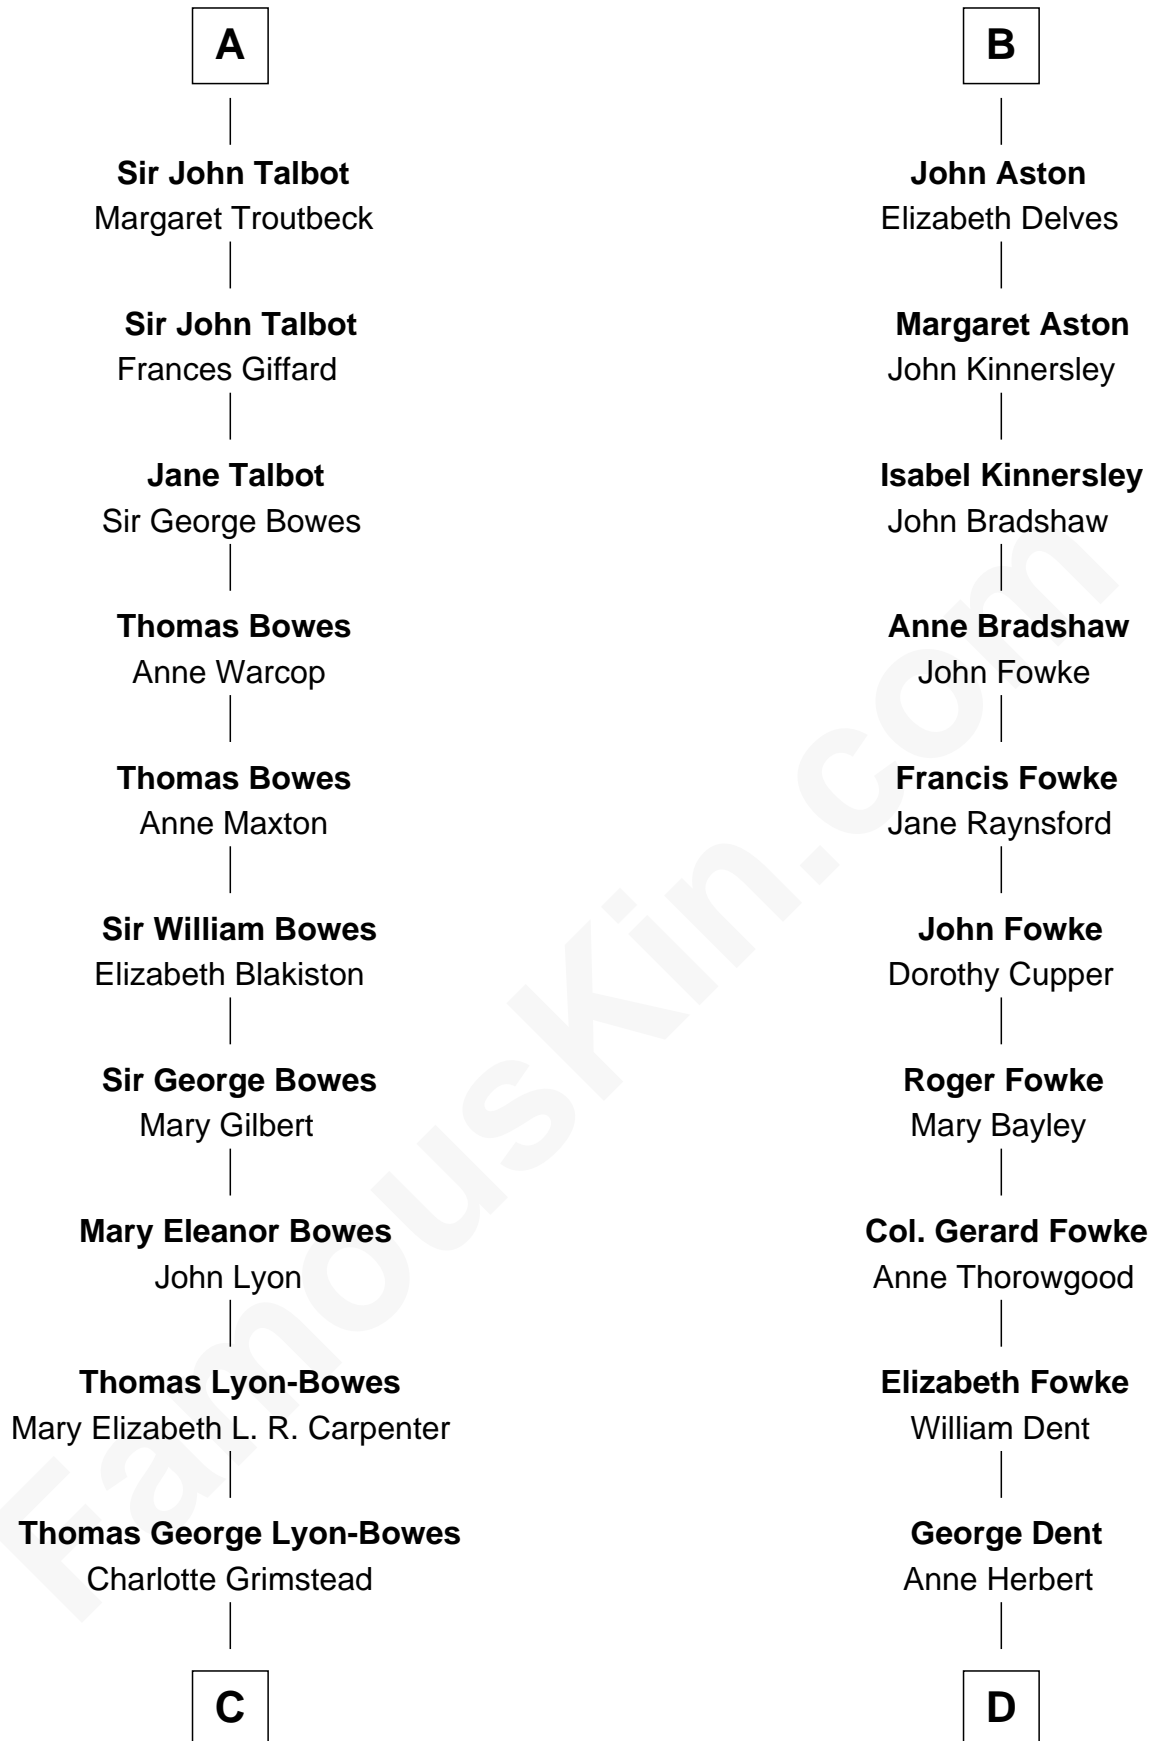 A
Sir John Talbot
Margaret Troutbeck
Sir John Talbot
Frances Giffard
Jane Talbot
Sir George Bowes
Thomas Bowes
Anne Warcop
Thomas Bowes
Anne Maxton
Sir William Bowes
Elizabeth Blakiston
Sir George Bowes
Mary Gilbert
Mary Eleanor Bowes
John Lyon
Thomas Lyon-Bowes
Mary Elizabeth L. R. Carpenter
Thomas George Lyon-Bowes
Charlotte Grimstead
C
B
John Aston
Elizabeth Delves
Margaret Aston
John Kinnersley
Isabel Kinnersley
John Bradshaw
Anne Bradshaw
John Fowke
Francis Fowke
Jane Raynsford
John Fowke
Dorothy Cupper
Roger Fowke
Mary Bayley
Col. Gerard Fowke
Anne Thorowgood
Elizabeth Fowke
William Dent
George Dent
Anne Herbert
D
FamousKin.com